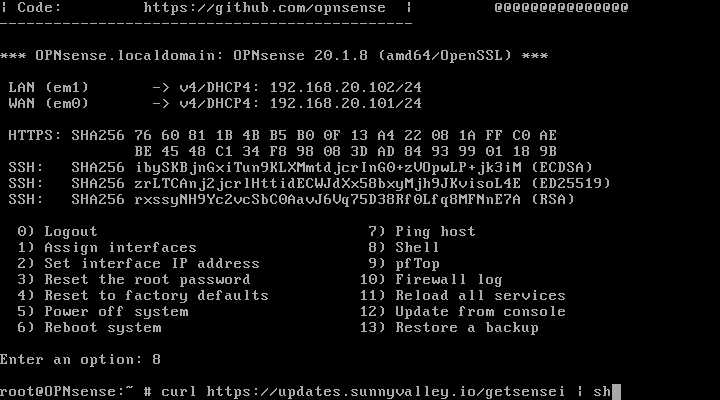 | Code:         https://github.com/opnsense  |         @@@@@@@@@@@@@@@
----------------------------------------------
*** OPNsense.localdomain: OPNsense 20.1.8 (amd64/OpenSSL) ***
LAN (em1)       -> v4/DHCP4: 192.168.20.102/24
WAN (em0)       -> v4/DHCP4: 192.168.20.101/24
HTTPS: SHA256 76 60 81 1B 4B B5 B0 0F 13 A4 22 08 1A FF C0 AE
BE 45 48 C1 34 F8 98 08 3D AD 84 93 99 01 18 9B
SSH:   SHA256 ibySKBjnGxiTun9KLXMmtdjcrInG0+zVOpwLP+jk3iM (ECDSA)
SSH:   SHA256 zrLTCAnj2jcrlHttidECWJdXx58bxyMjh9JKvisoL4E (ED25519)
SSH:   SHA256 rxssyNH9Yc2vcSbC0AavJ6Vq75D38Rf0Lfq8MFNnE7A (RSA)
0) Logout                              7) Ping host
1) Assign interfaces                   8) Shell
2) Set interface IP address            9) pfTop
3) Reset the root password            10) Firewall log
4) Reset to factory defaults          11) Reload all services
5) Power off system                   12) Update from console
6) Reboot system                      13) Restore a backup
Enter an option: 8
root@OPNsense:~ # curl https://updates.sunnyvalley.io/getsensei | sh